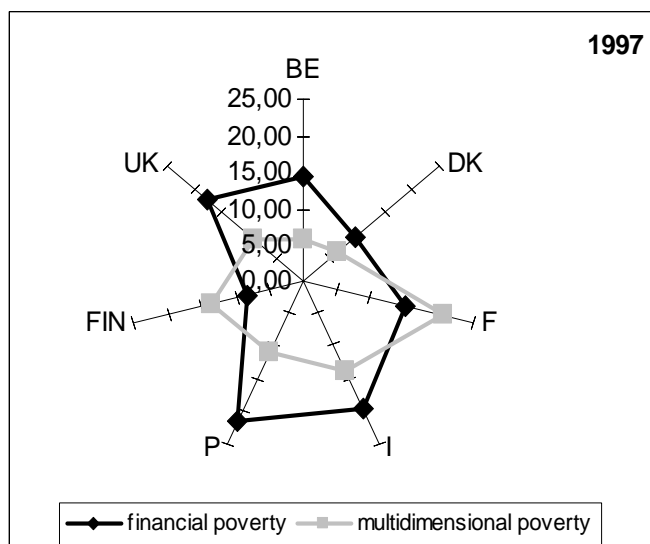 1997
BE
25,00
20,00
UK
DK
15,00
10,00
5,00
0,00
FIN
F
P
I
financial poverty
multidimensional poverty